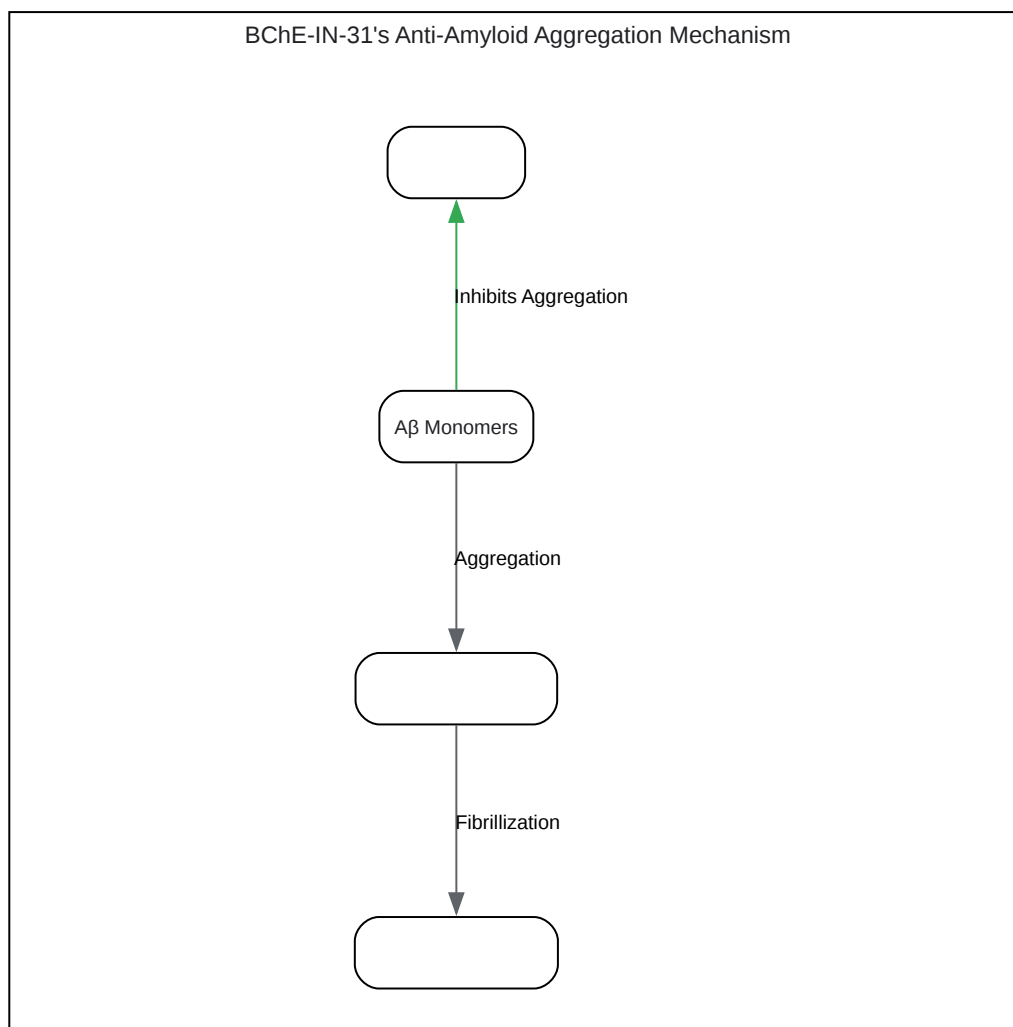 BChE-IN-31's Anti-Amyloid Aggregation Mechanism
Inhibits Aggregation
Aβ Monomers
Aggregation
Fibrillization